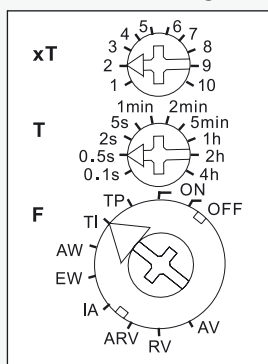 xT
1 2 3 4 5 6 7 8 9 10
T
0.1s 0.5s 2s 5s 1min 2min 5min 1h 2h 4h
F
ARV IA EW AW TI TP ON OFF AV RV